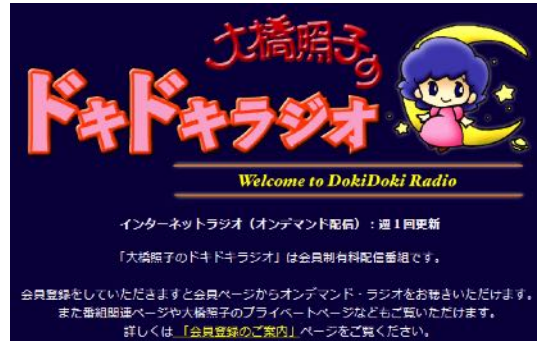 大橋照子の
ドキドキラジオ
Welcome to DokiDoki Radio
インターネットラジオ（オンデマンド配信）：週1回更新
「大橋照子のドキドキラジオ」は会員制有料配信番組です。
会員登録をしていただきますと会員ページからオンデマンド・ラジオをお聴きいただけます。
また番組関連ページや大橋照子のプライベートページなどもご覧いただけます。
詳しくは「会員登録のご案内」ページをご覧ください。